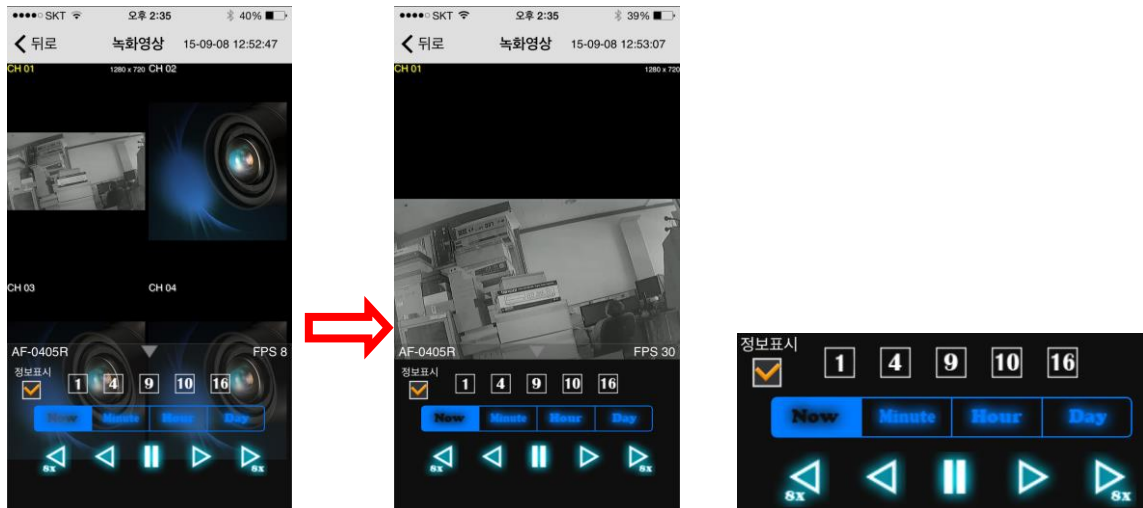 SKT 오후 2:35 40%
뒤로 녹화영상 15-09-08 12:52:47
CH 01 1280 x 720 CH 02
CH 03 CH 04
AF-0405R FPS 8
정보표시
1 4 9 10 16
Now Minute Hour Day
8x 8x
SKT 오후 2:35 39%
뒤로 녹화영상 15-09-08 12:53:07
CH 01 1280 x 720
AF-0405R FPS 30
정보표시
1 4 9 10 16
Now Minute Hour Day
8x 8x
정보표시
1 4 9 10 16
Now Minute Hour Day
8x 8x